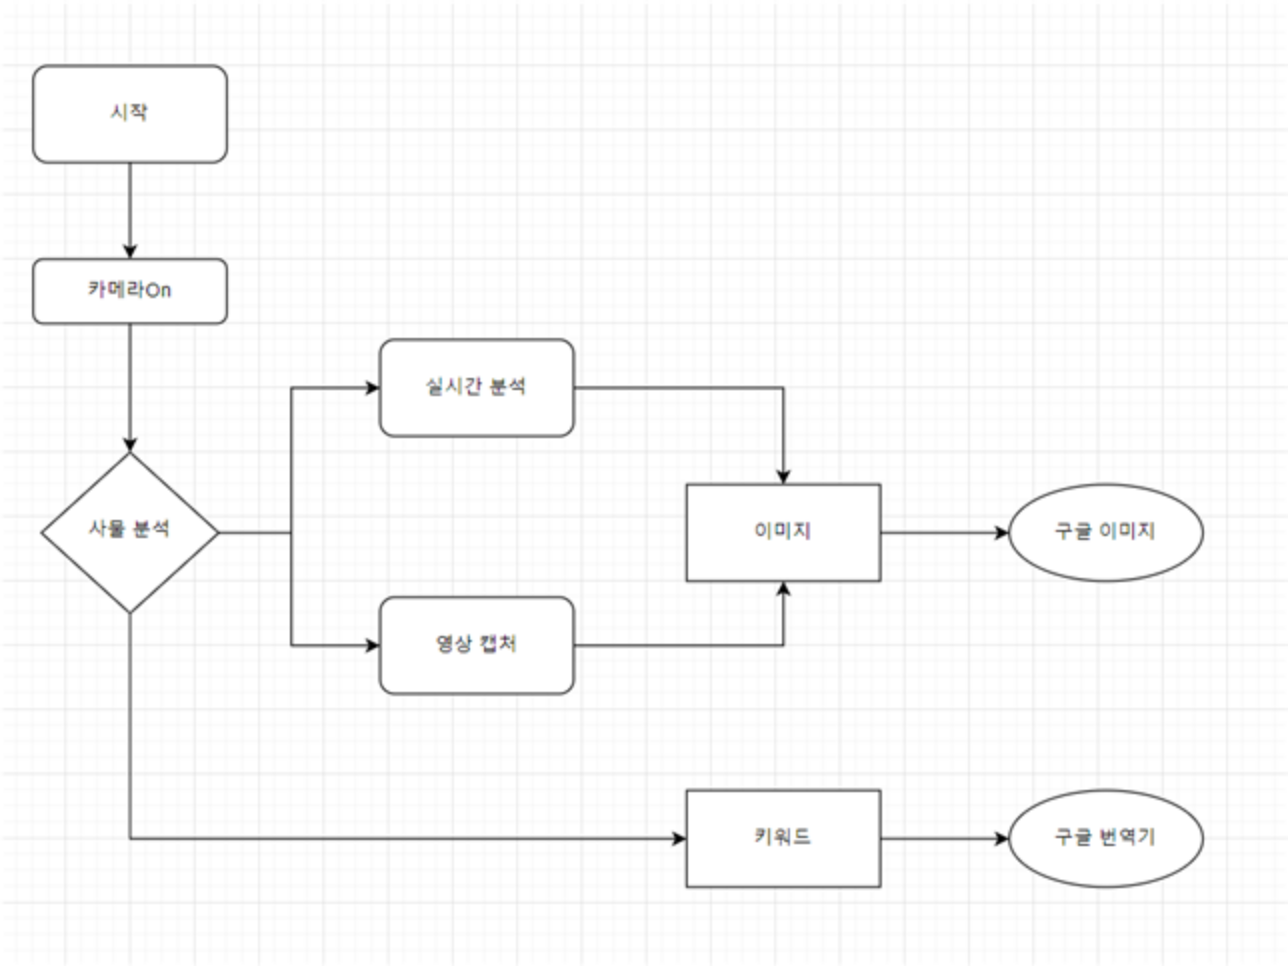 시작
카메라On
사물 분석
실시간 분석
영상 캡처
이미지
구글 이미지
키워드
구글 번역기